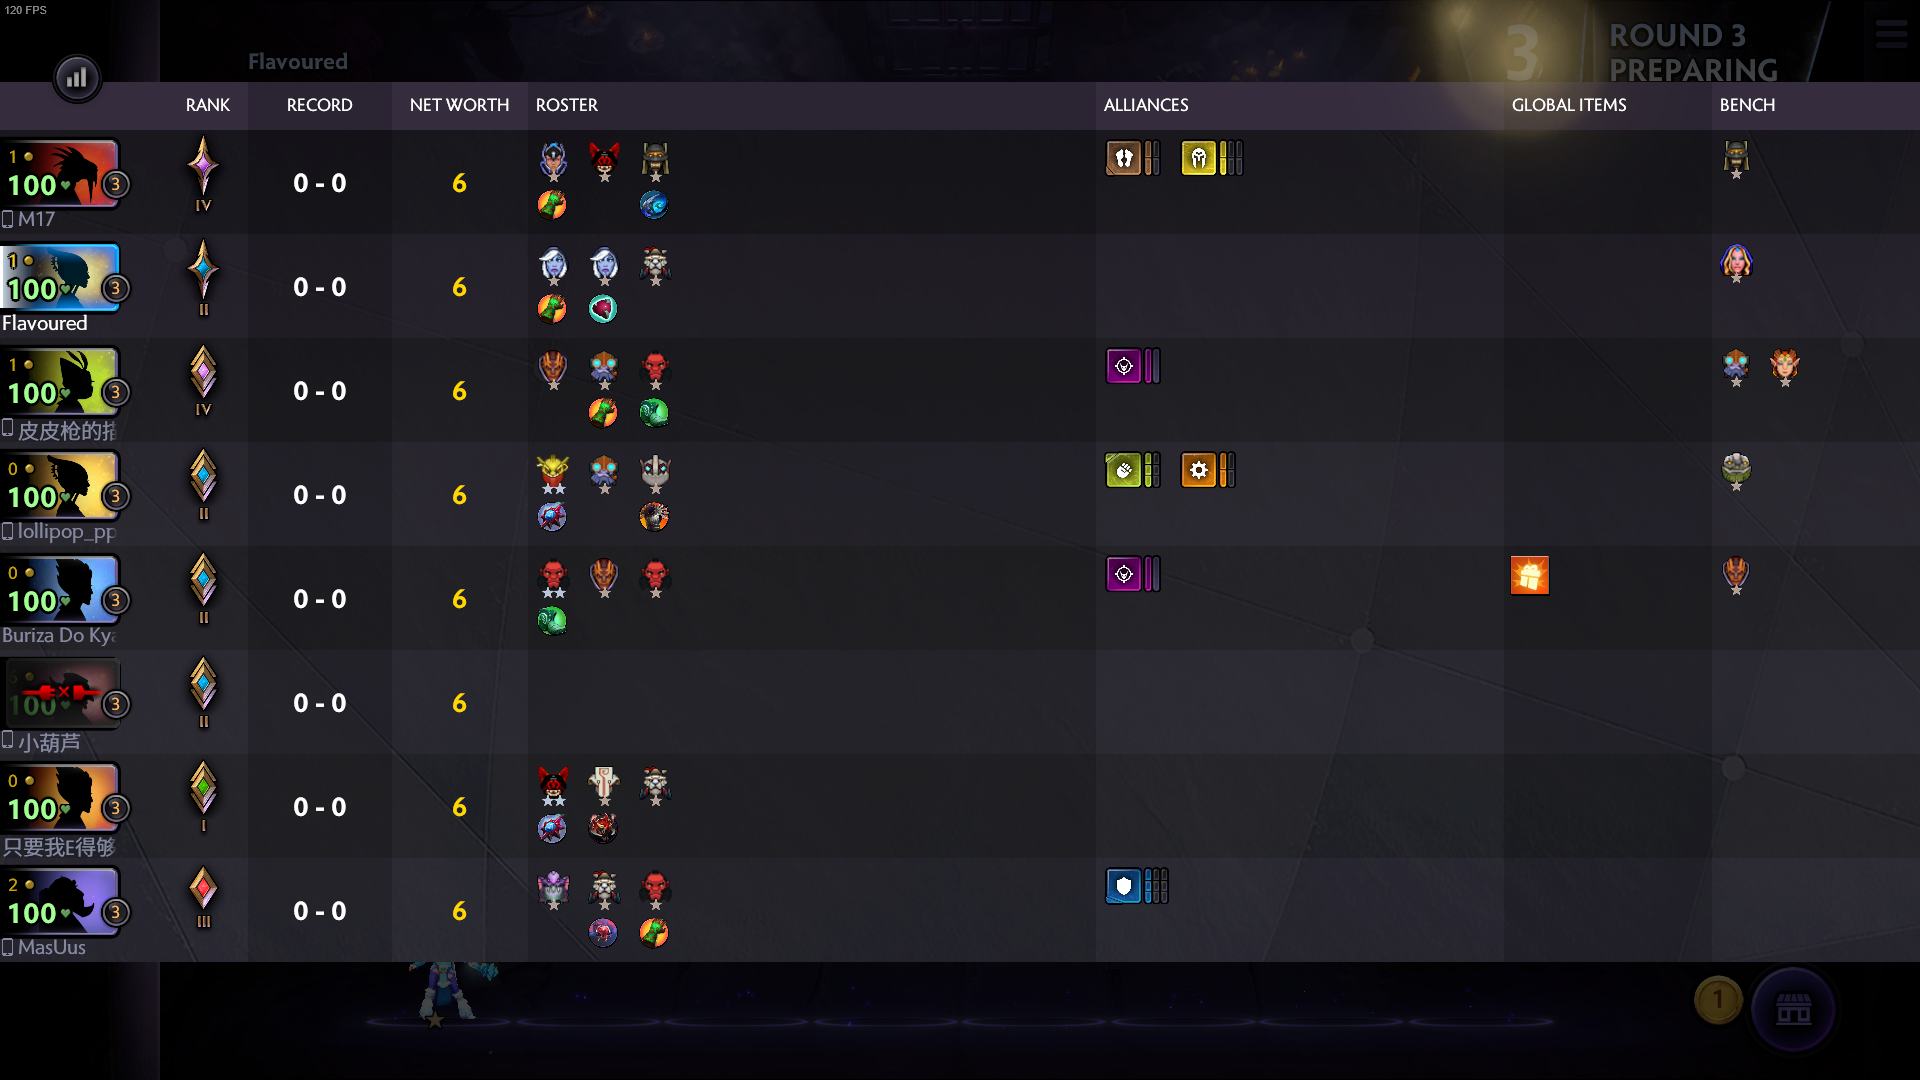 120 FPS
Flavoured
3
ROUND 3
PREPARING
RANK RECORD NET WORTH ROSTER ALLIANCES GLOBAL ITEMS BENCH
1
100 3
IV
0 - 0
6
M17
1
100 3
II
0 - 0
6
Flavoured
1
100 3
IV
0 - 0
6
皮皮枪的
0
100 3
II
0 - 0
6
lollipop_pp
0
100 3
II
0 - 0
6
Buriza Do Ky
100 3
II
0 - 0
6
小葫芦
0
100 3
I
0 - 0
6
只要我E得够
2
100 3
III
0 - 0
6
MasUus
1